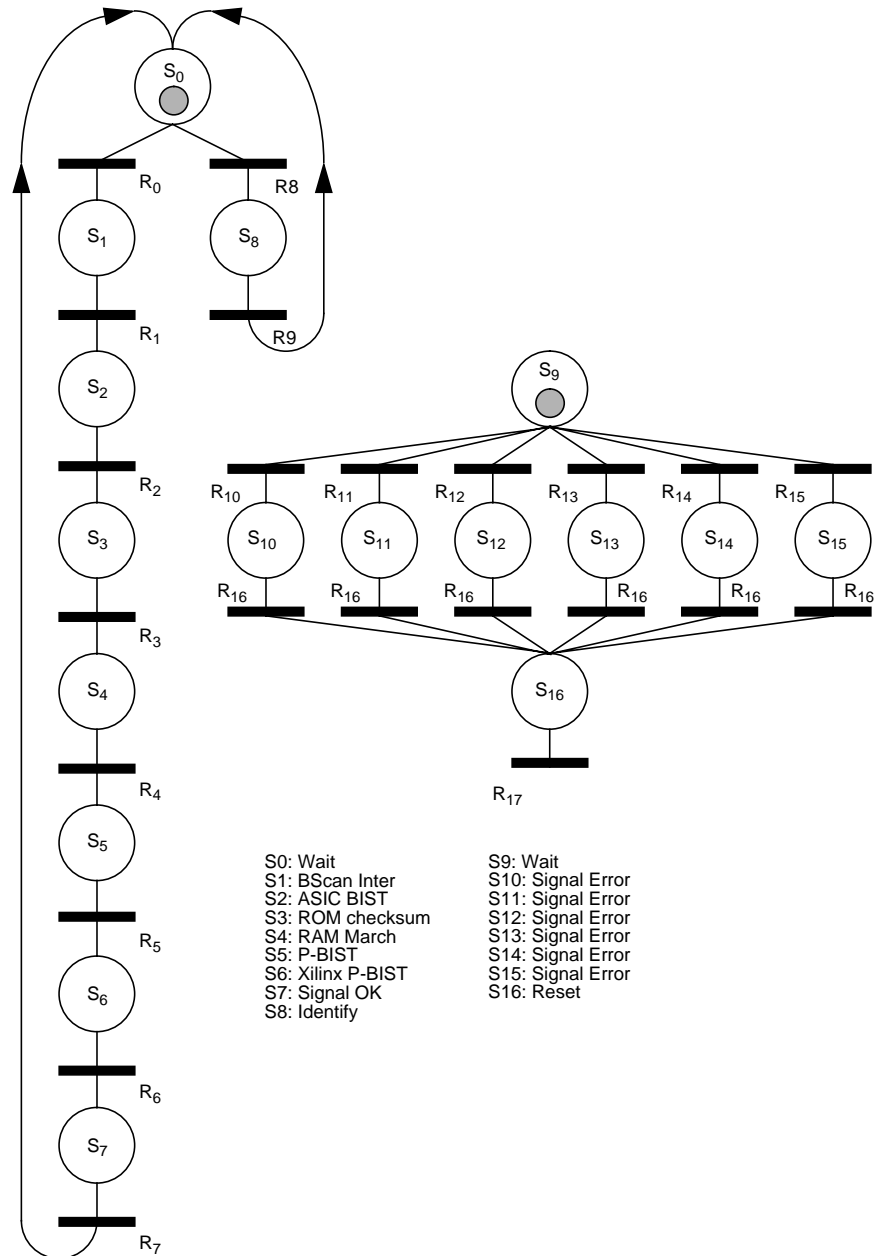 S0
R0
R8
S1
S8
R1
R9
S2
S9
R2
R10
R11
R12
R13
R14
R15
S3
S10
S11
S12
S13
S14
S15
R16
R16
R16
R16
R16
R16
R3
S4
S16
R4
R17
S5
R5
S6
R6
S7
R7
S0: Wait
S1: BScan Inter
S2: ASIC BIST
S3: ROM checksum
S4: RAM March
S5: P-BIST
S6: Xilinx P-BIST
S7: Signal OK
S8: Identify
S9: Wait
S10: Signal Error
S11: Signal Error
S12: Signal Error
S13: Signal Error
S14: Signal Error
S15: Signal Error
S16: Reset